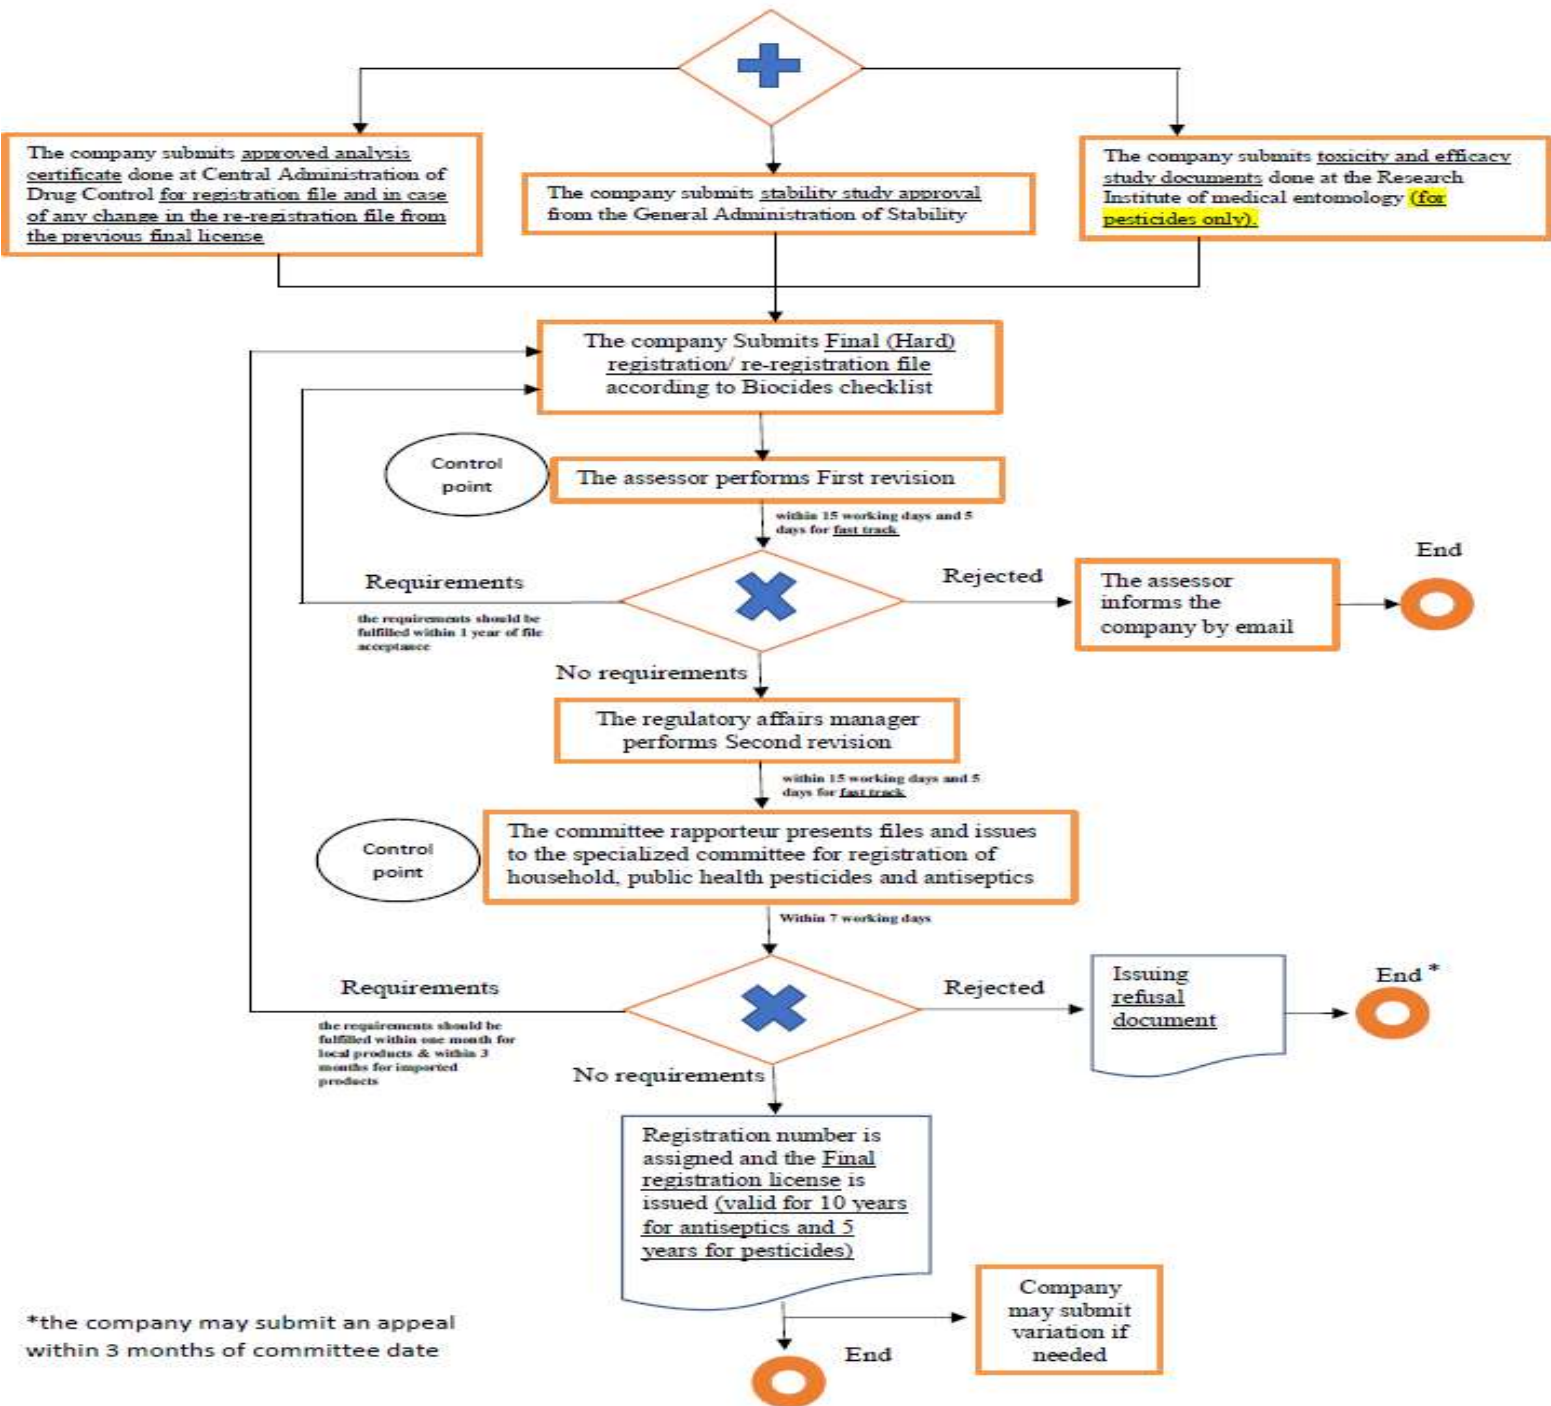 The company submits approved analysis
certificate done at Central Administration of
Drug Control for registration file and in case
of any change in the re-registration file from
the previous final license
The company submits stability study approval
from the General Administration of Stability
The company submits toxicity and efficacy
study documents done at the Research
Institute of medical entomology (for
pesticides only).
The company Submits Final (Hard)
registration/ re-registration file
according to Biocides checklist
Control
point
The assessor performs First revision
within 15 working days and 5
days for fast track
Requirements
the requirements should be
fulfilled within 1 year of file
acceptance
Rejected
The assessor
informs the
company by email
End
No requirements
The regulatory affairs manager
performs Second revision
within 15 working days and 5
days for fast track
Control
point
The committee rapporteur presents files and issues
to the specialized committee for registration of
household, public health pesticides and antiseptics
Within 7 working days
Requirements
the requirements should be
fulfilled within one month for
local products & within 3
months for imported
products
Rejected
Issuing
refusal
document
End *
No requirements
Registration number is
assigned and the Final
registration license is
issued (valid for 10 years
for antiseptics and 5
years for pesticides)
Company
may submit
variation if
needed
End
*the company may submit an appeal
within 3 months of committee date